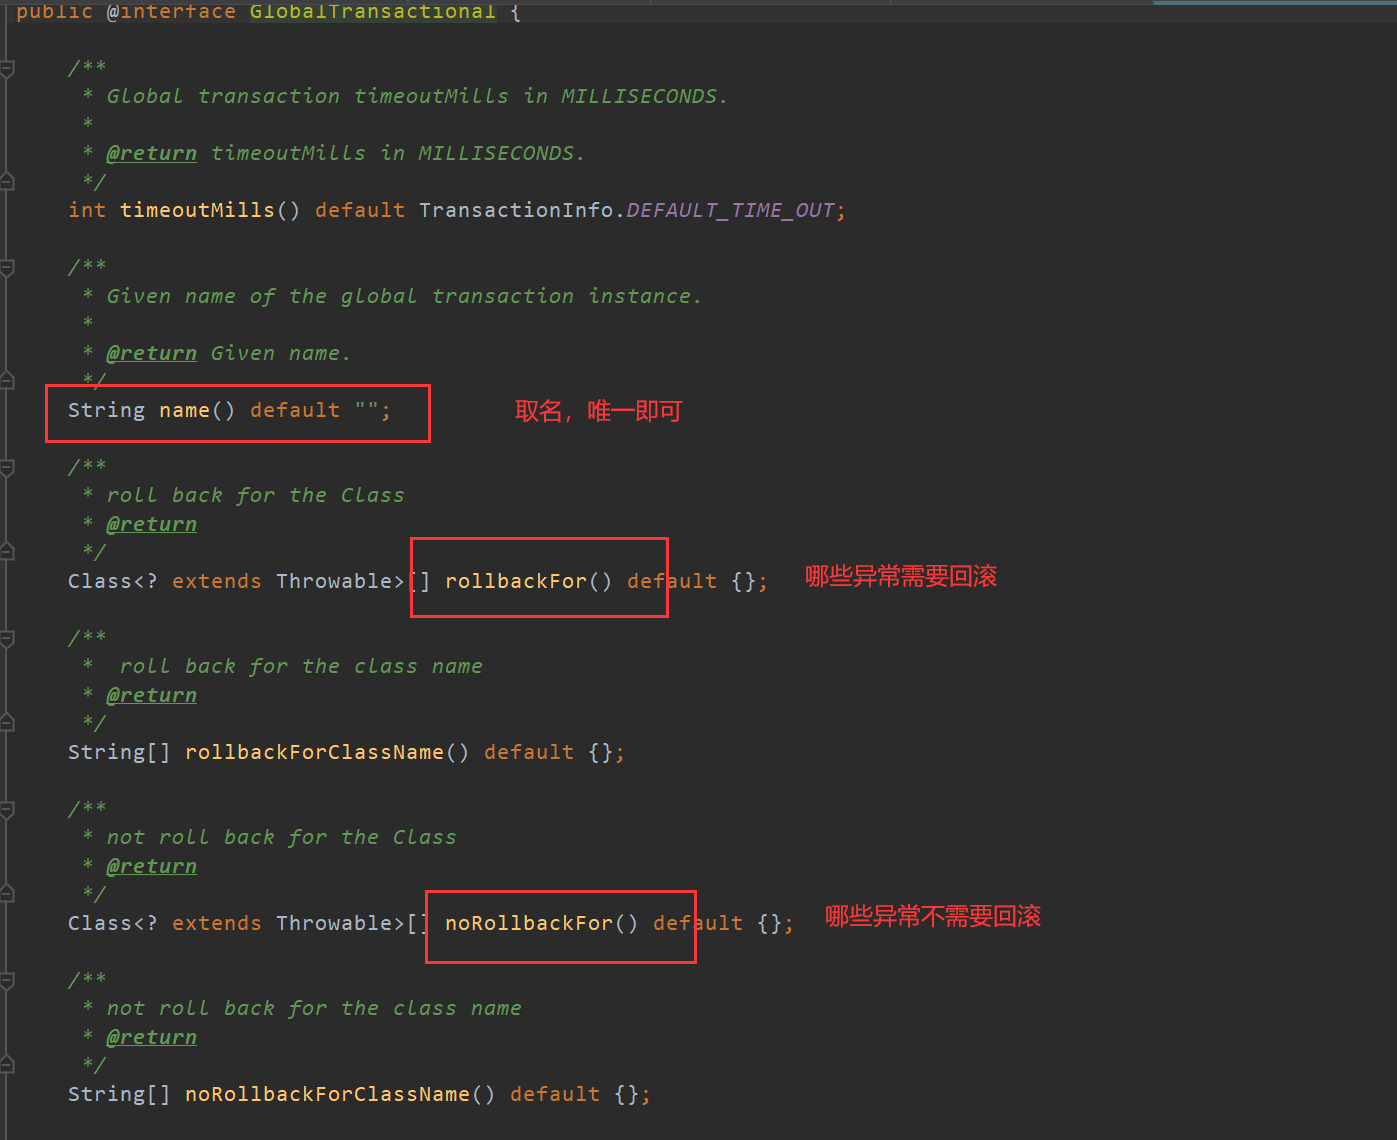 public @interface GlobalTransactional {
/**
* Global transaction timeoutMills in MILLISECONDS.
*
* @return timeoutMills in MILLISECONDS.
*/
int timeoutMills() default TransactionInfo.DEFAULT_TIME_OUT;
/**
* Given name of the global transaction instance.
*
* @return Given name.
*/
String name() default ""; 取名，唯一即可
/**
* roll back for the Class
* @return
*/
Class<? extends Throwable>[] rollbackFor() default {}; 哪些异常需要回滚
/**
*  roll back for the class name
* @return
*/
String[] rollbackForClassName() default {};
/**
* not roll back for the Class
* @return
*/
Class<? extends Throwable>[] noRollbackFor() default {}; 哪些异常不需要回滚
/**
* not roll back for the class name
* @return
*/
String[] noRollbackForClassName() default {};